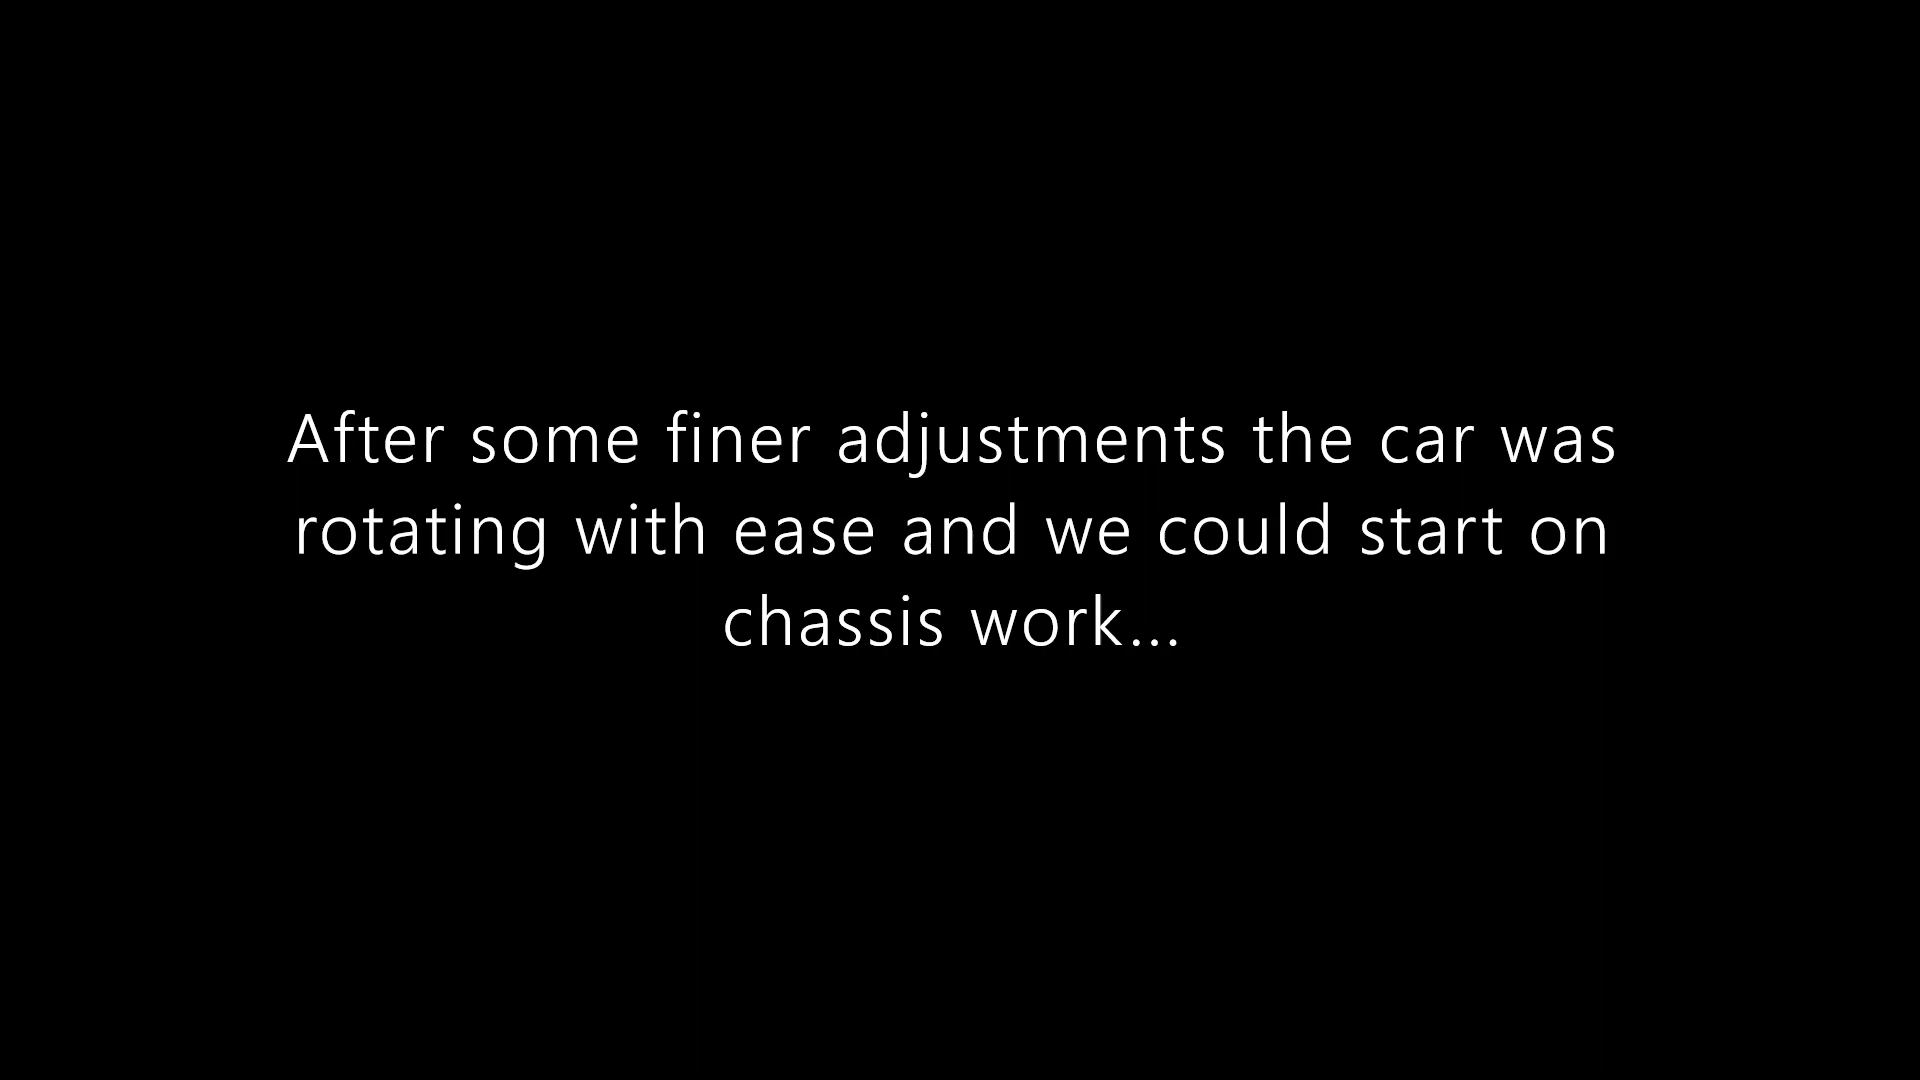 After some finer adjustments the car was
rotating with ease and we could start on
chassis work...